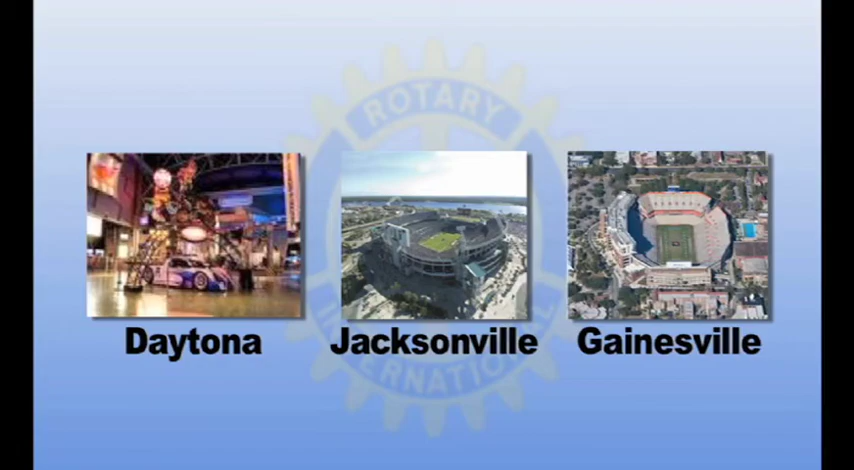 ROTARY
Daytona
Jacksonville
Gainesville
INTERNATIONAL